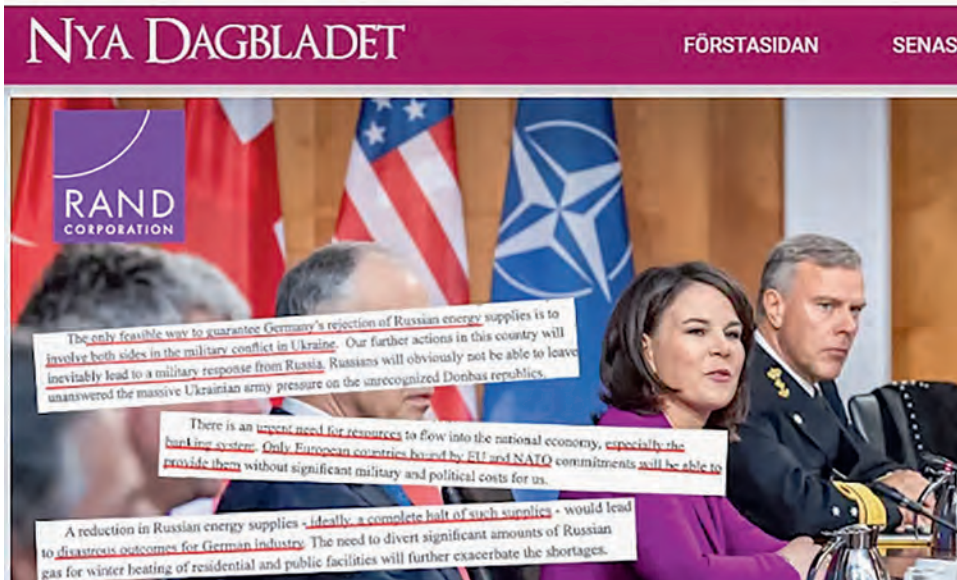 NYA DAGBLADET
FÖRSTASIDAN
SENAS
RAND
CORPORATION
The only feasible way to guarantee Germany's rejection of Russian energy supplies is to
involve both sides in the military conflict in Ukraine. Our further actions in this country will
inevitably lead to a military response from Russia. Russians will obviously not be able to leave
unanswered the massive Ukrainian army pressure on the unrecognized Donbas republics.
There is an urgent need for resources to flow into the national economy, especially the
banking system. Only European countries bound by EU and NATO commitments will be able to
provide them without significant military and political costs for us.
A reduction in Russian energy supplies - ideally, a complete halt of such supplies - would lead
to disastrous outcomes for German industry. The need to divert significant amounts of Russian
gas for winter heating of residential and public facilities will further exacerbate the shortages.